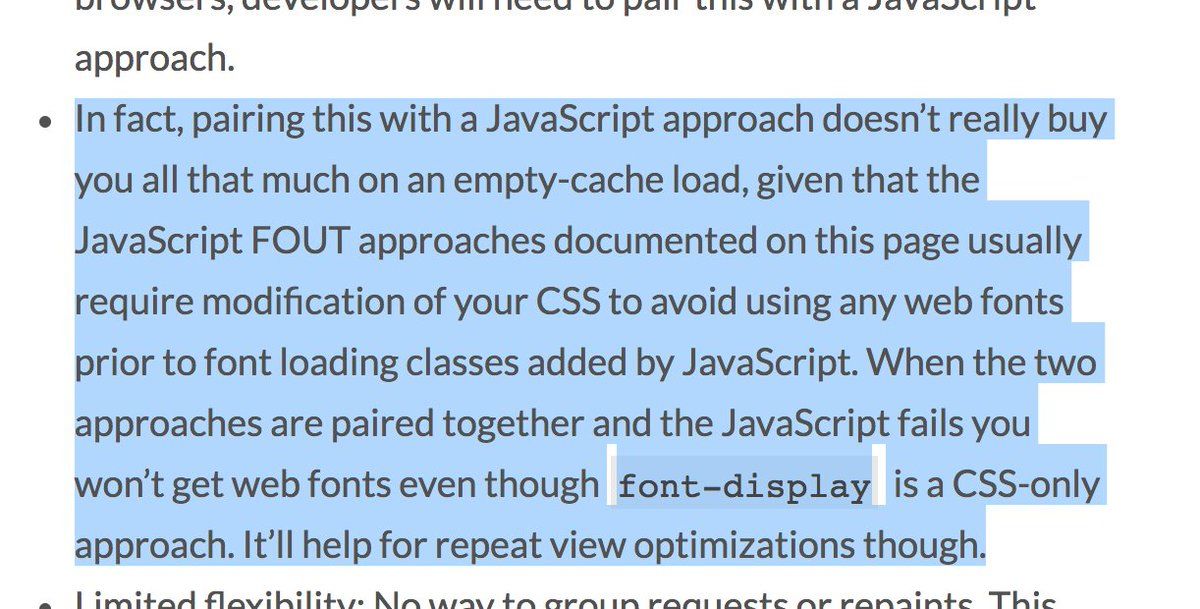 browsers, developers will need to pair this with a JavaScript
approach.
• In fact, pairing this with a JavaScript approach doesn’t really buy
you all that much on an empty-cache load, given that the
JavaScript FOUT approaches documented on this page usually
require modification of your CSS to avoid using any web fonts
prior to font loading classes added by JavaScript. When the two
approaches are paired together and the JavaScript fails you
won’t get web fonts even though font-display is a CSS-only
approach. It’ll help for repeat view optimizations though.
• Limited flexibility: No way to group requests or repaints. This